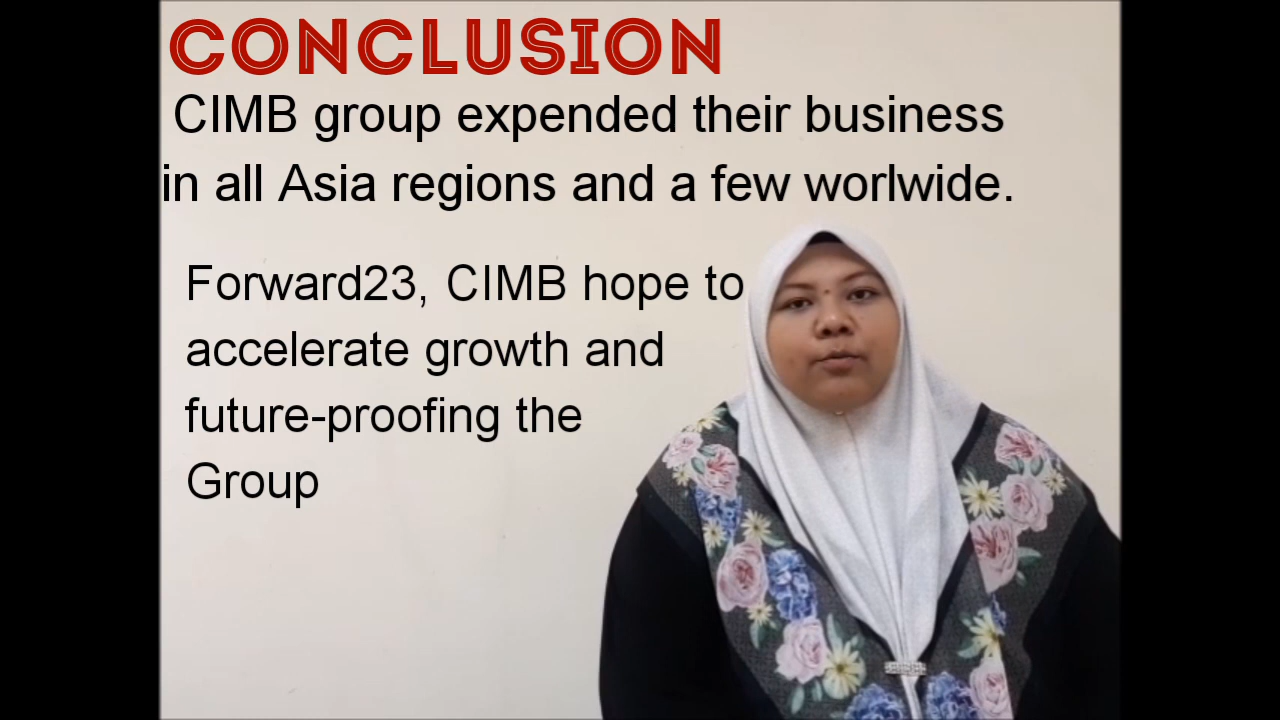 CONCLUSION
CIMB group expended their business
in all Asia regions and a few worlwide.
Forward23, CIMB hope to
accelerate growth and
future-proofing the
Group